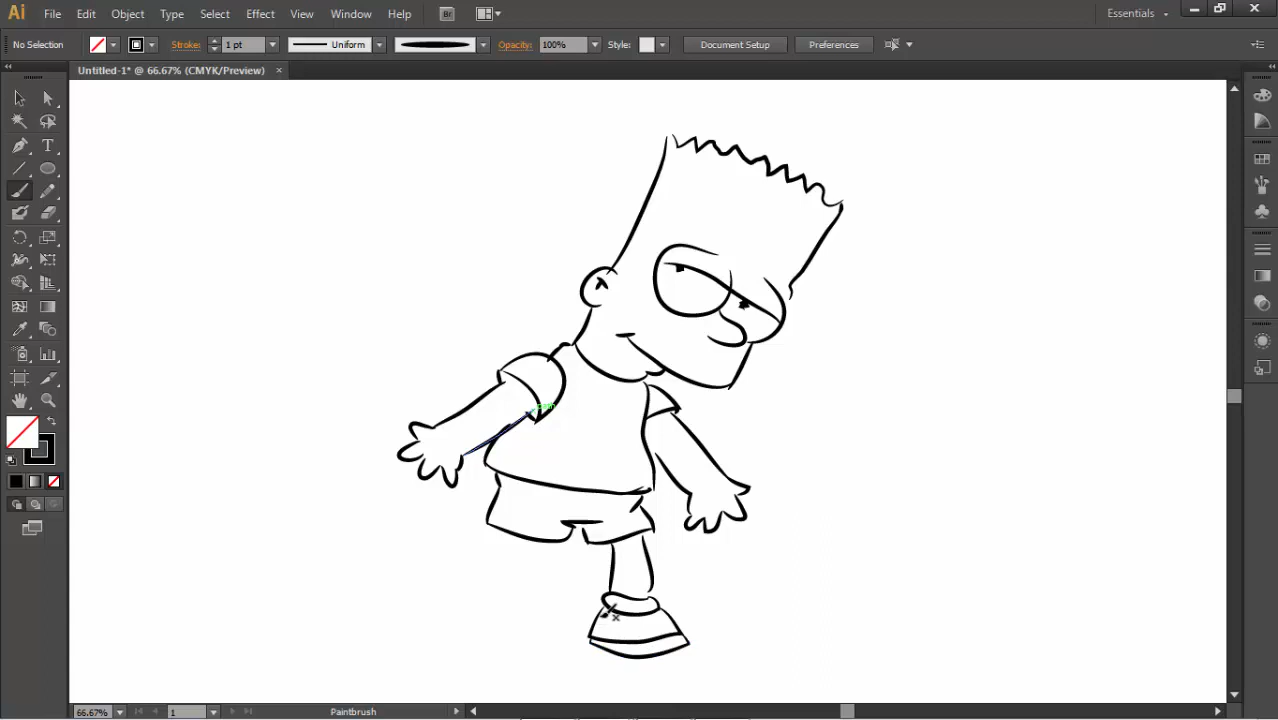 Ai File Edit Object Type Select Effect View Window Help Br Essentials
No Selection Stroke: 1 pt Uniform Opacity: 100% Style: Document Setup Preferences
Untitled-1* @ 66.67% (CMYK/Preview) ×
T
66.67% 1 Paintbrush